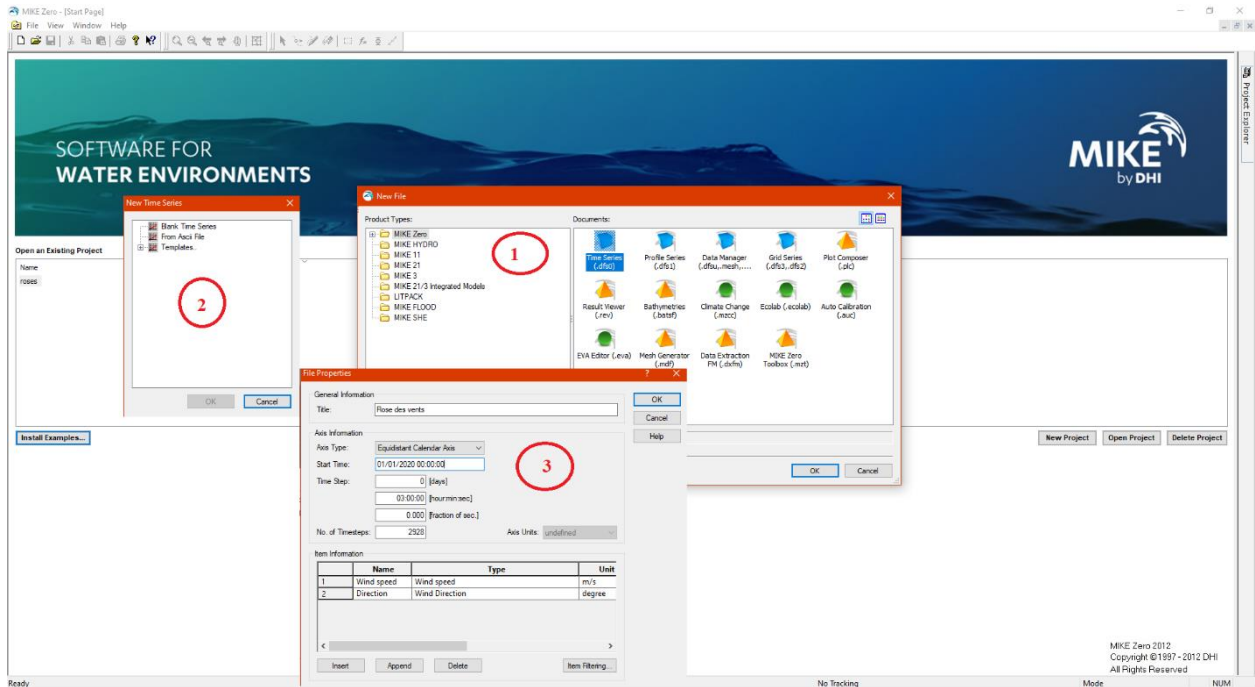 MIKE Zero - [Start Page]
File View Window Help
SOFTWARE FOR
WATER ENVIRONMENTS
MIKE
by DHI
Project Explorer
Open an Existing Project
Name
roses
Install Examples...
New Project Open Project Delete Project
New Time Series
Blank Time Series
From Ascii File
Templates
2
OK Cancel
New File
Product Types:
MIKE Zero
MIKE HYDRO
MIKE 11
MIKE 21
MIKE 3
MIKE 21/3 Integrated Models
LITPACK
MIKE FLOOD
MIKE SHE
1
Documents:
Time Series (.dfs0)
Profile Series (.dfs1)
Data Manager (.dfsu,.mesh,....
Grid Series (.dfs3,.dfs2)
Plot Composer (.plc)
Result Viewer (.rev)
Bathymetries (.batsf)
Climate Change (.mzcc)
Ecolab (.ecolab)
Auto Calibration (.auc)
EVA Editor (.eva)
Mesh Generator (.mdf)
Data Extraction FM (.dxfm)
MIKE Zero Toolbox (.mzt)
OK Cancel
File Properties
General Information
Title: Rose des vents
OK
Cancel
Help
Axis Information
Axis Type: Equidistant Calendar Axis
Start Time: 01/01/2020 00:00:00
3
Time Step: 0 [days]
03:00:00 [hour:min:sec]
0.000 [fraction of sec.]
No. of Timesteps: 2928 Axis Units: undefined
Item Information
Name Type Unit
1 Wind speed Wind speed m/s
2 Direction Wind Direction degree
Insert Append Delete Item Filtering...
MIKE Zero 2012
Copyright ©1997 - 2012 DHI
All Rights Reserved
Ready No Tracking Mode NUM